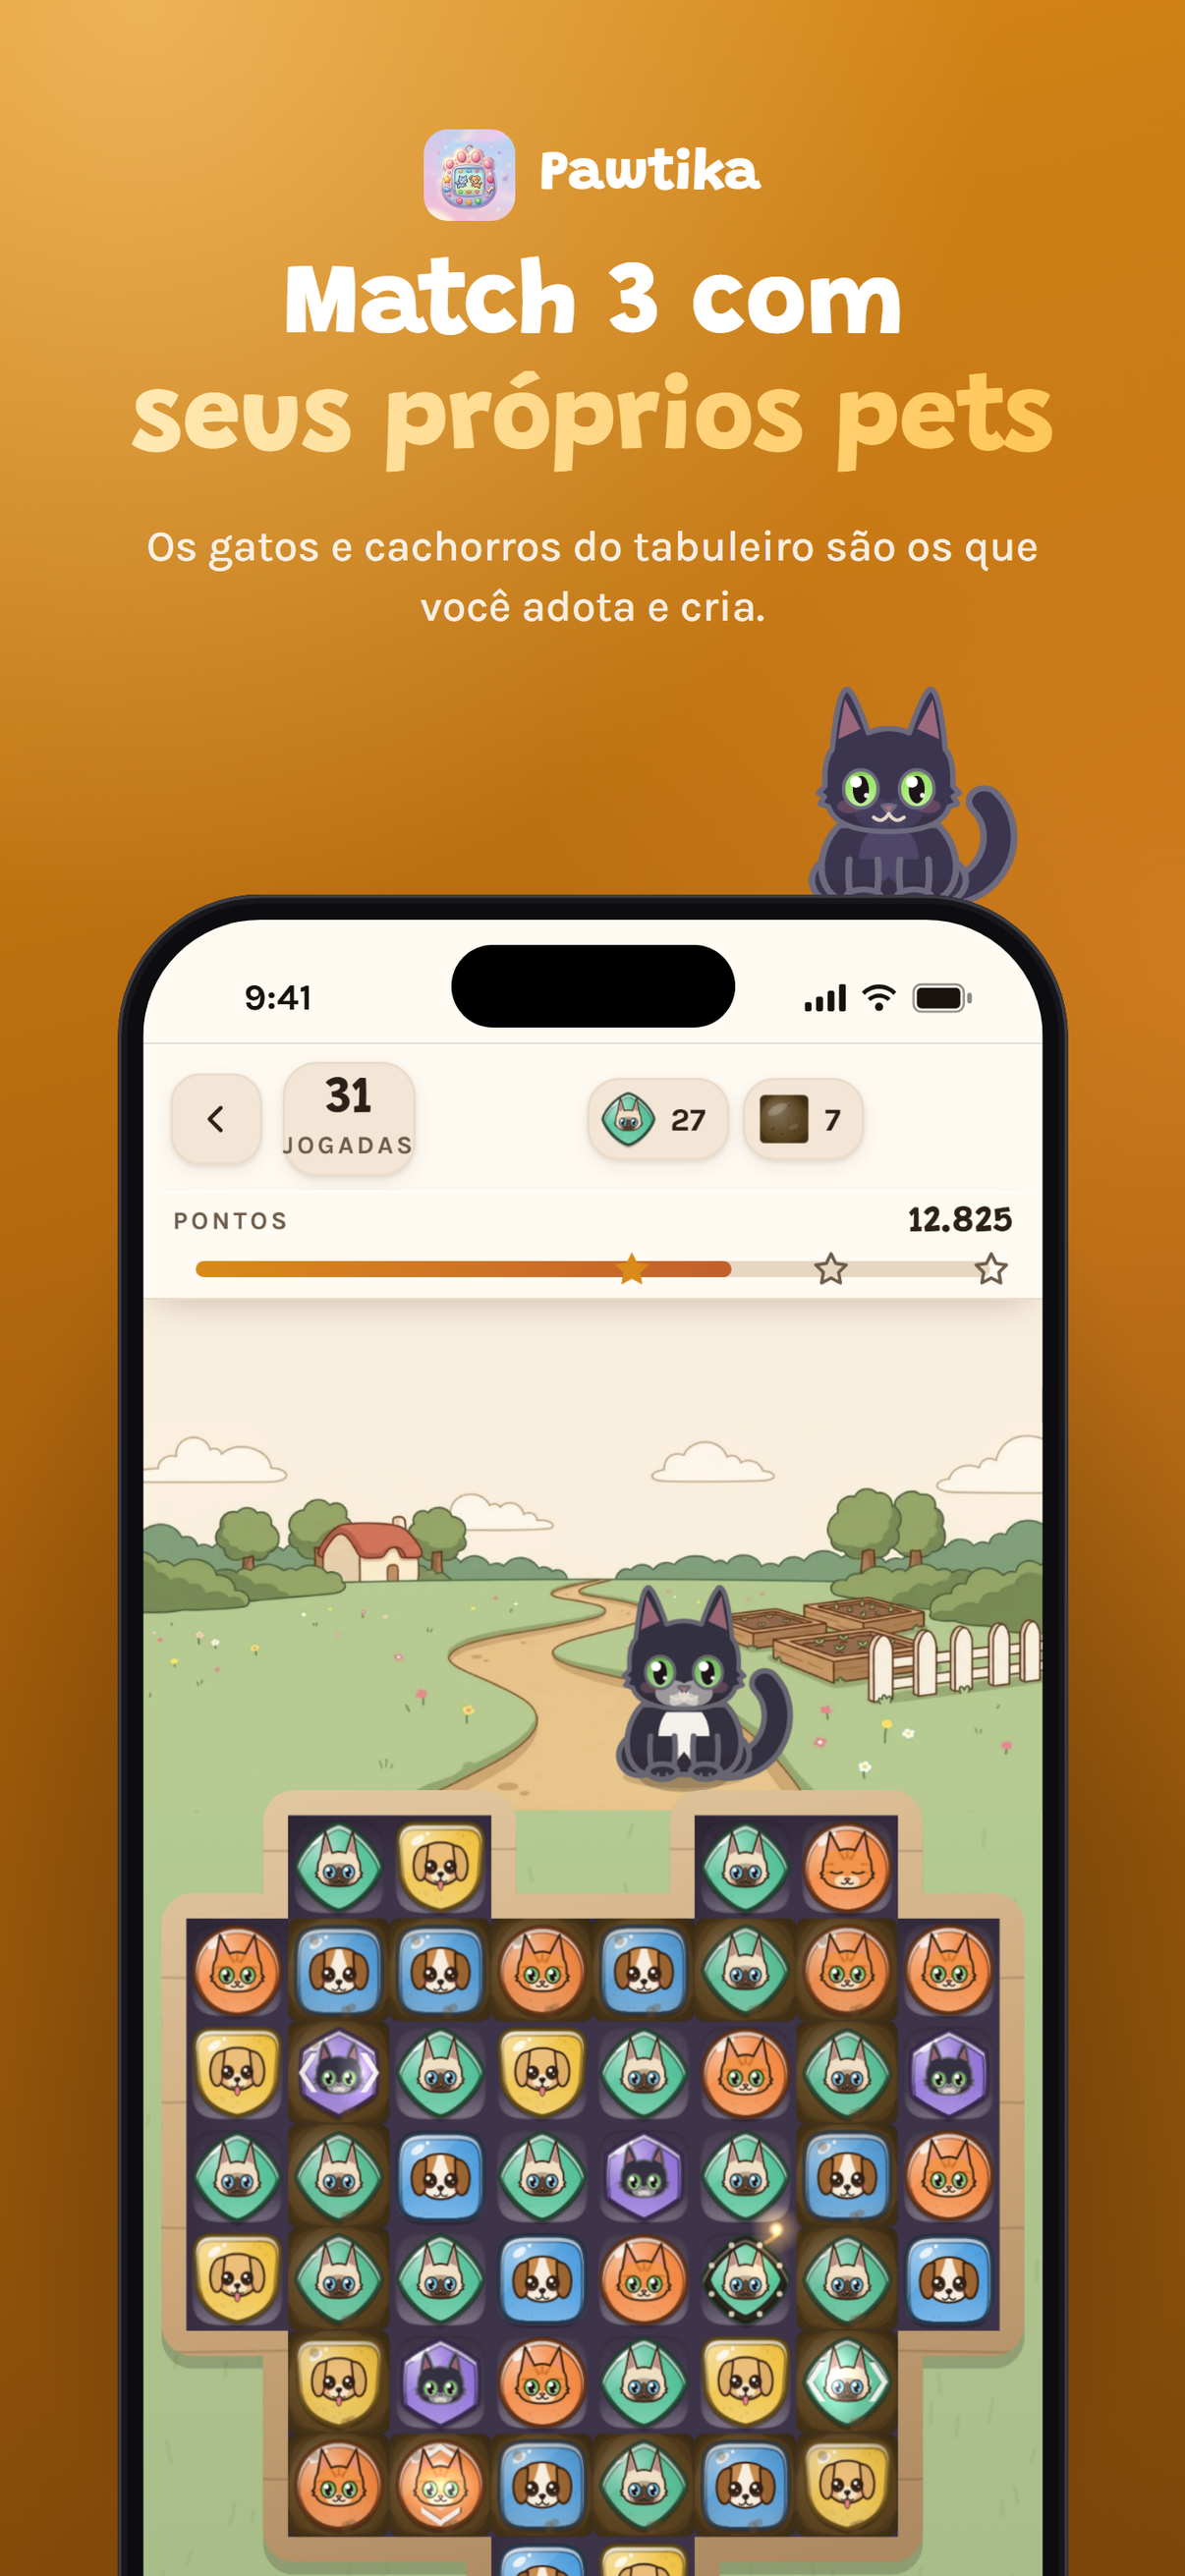 Pawtika
Match 3 com
seus próprios pets
Os gatos e cachorros do tabuleiro são os que
você adota e cria.
9:41
31
JOGADAS
27
7
PONTOS
12.825